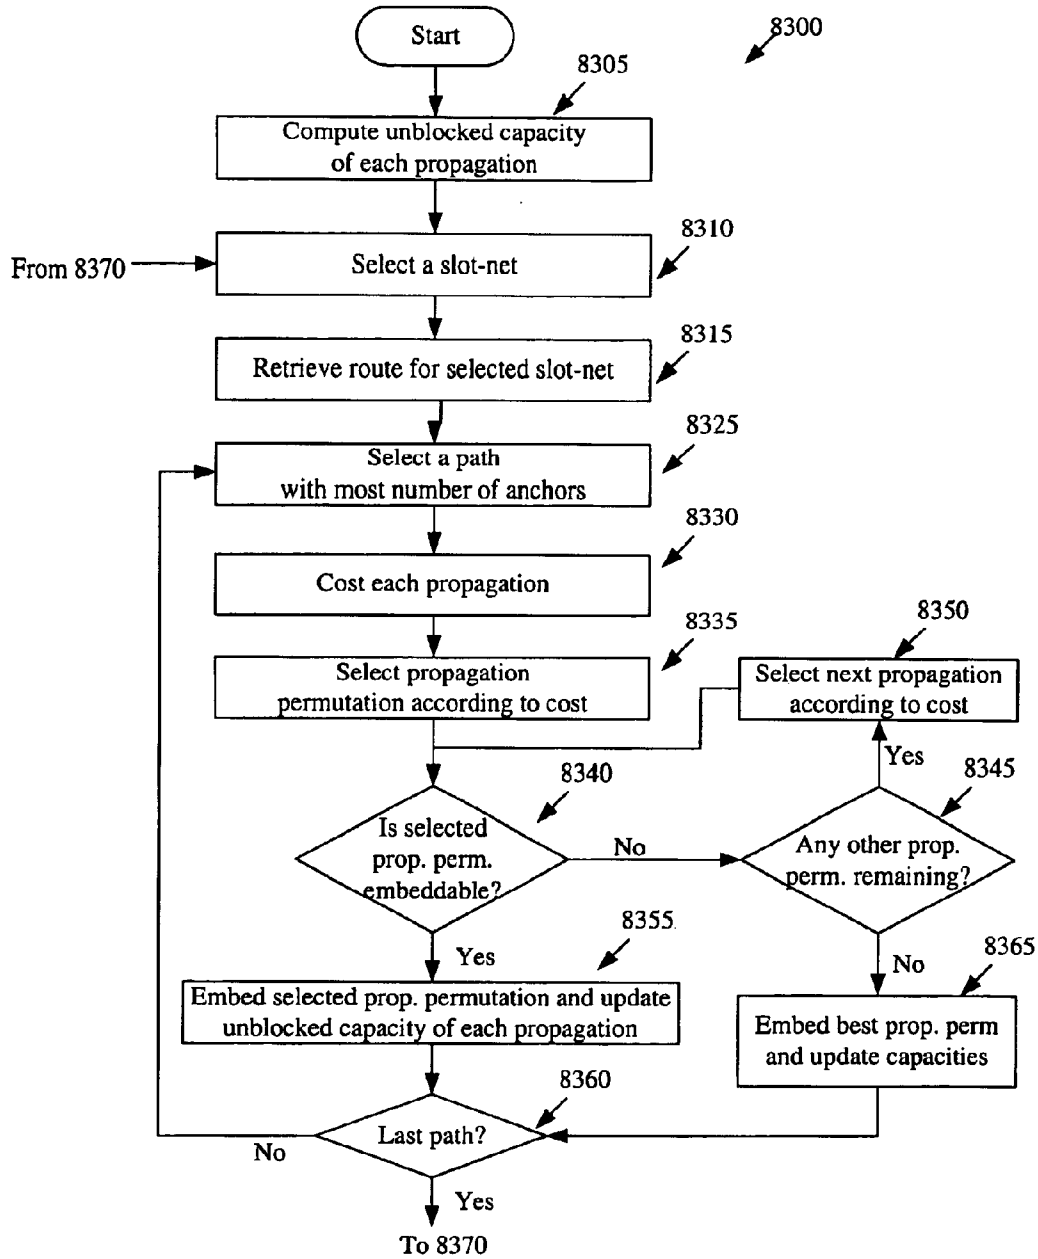 Start
8300
8305
Compute unblocked capacity
of each propagation
8310
From 8370
Select a slot-net
8315
Retrieve route for selected slot-net
8325
Select a path
with most number of anchors
8330
Cost each propagation
8335
Select propagation
permutation according to cost
8350
Select next propagation
according to cost
Yes
8340
8345
Is selected
prop. perm.
embeddable?
No
Any other prop.
perm. remaining?
8355
Yes
No
8365
Embed selected prop. permutation and update
unblocked capacity of each propagation
Embed best prop. perm
and update capacities
8360
Last path?
No
Yes
To 8370